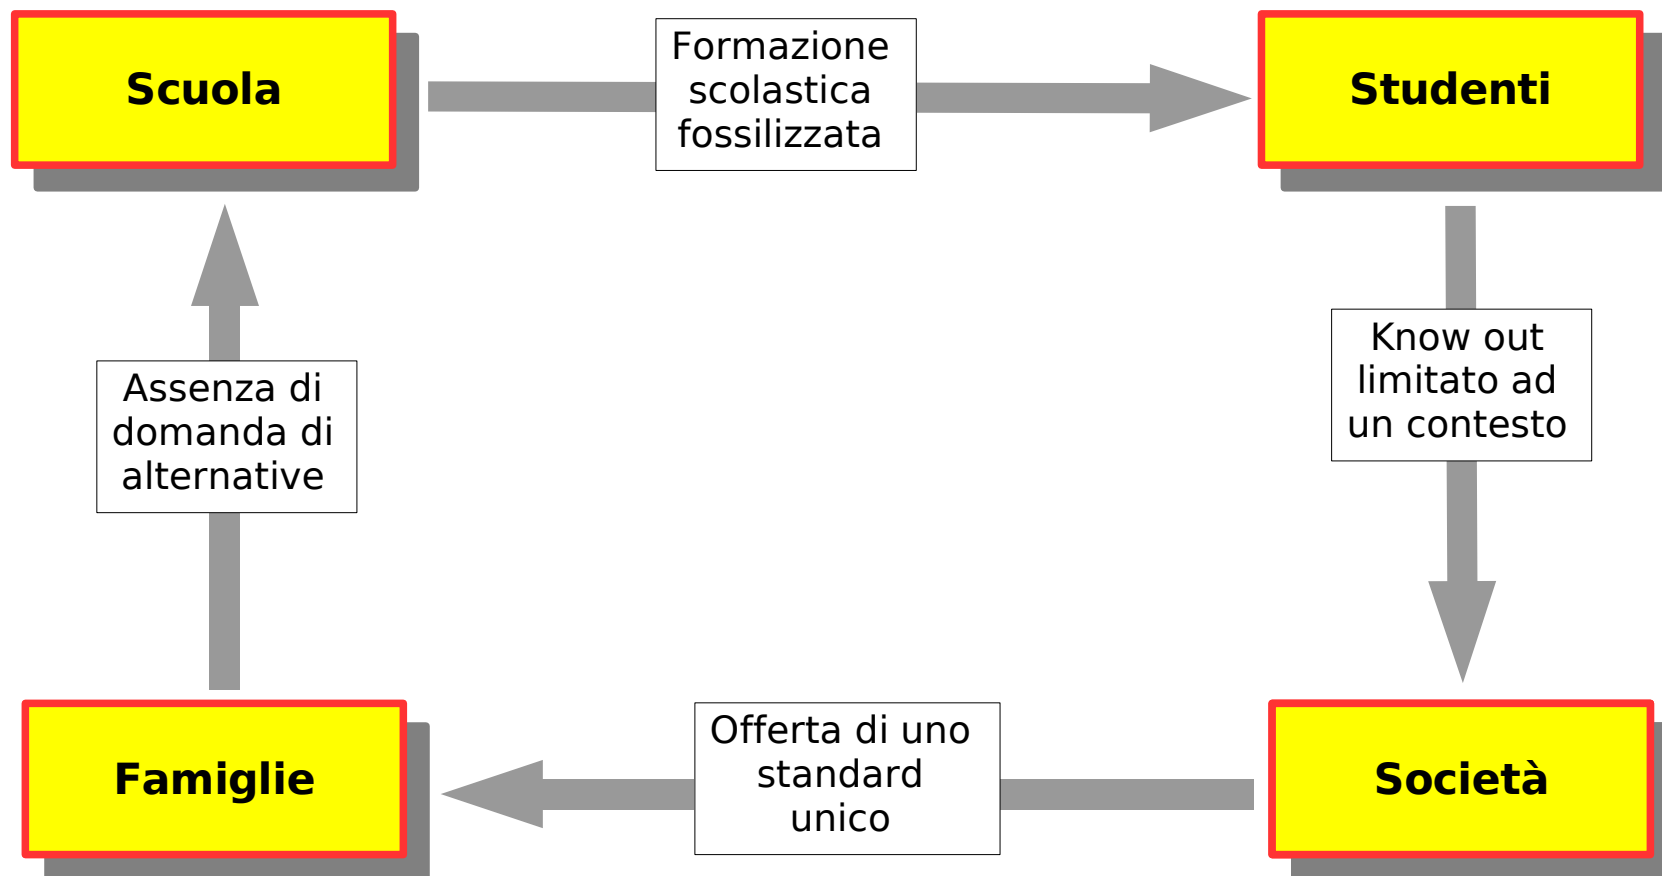 Scuola
Formazione
scolastica
fossilizzata
Studenti
Know out
limitato ad
un contesto
Società
Offerta di uno
standard
unico
Famiglie
Assenza di
domanda di
alternative